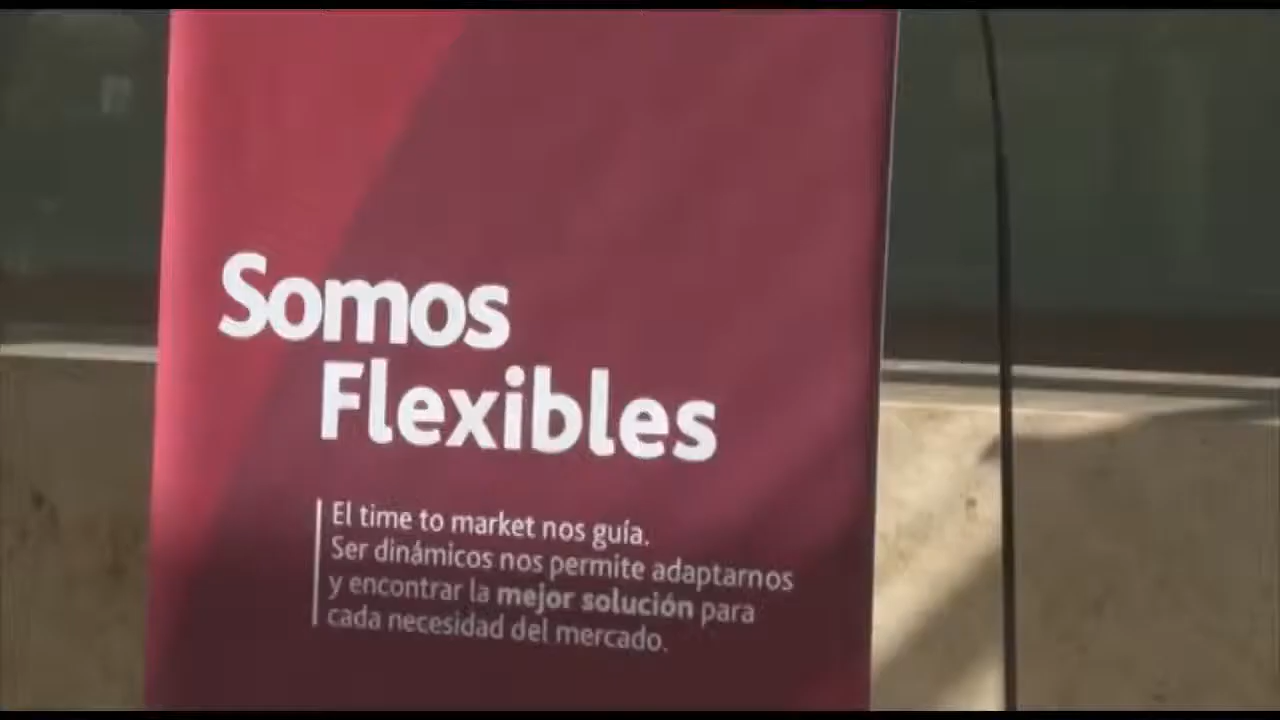 Somos
Flexibles
El time to market nos guía.
Ser dinámicos nos permite adaptarnos
y encontrar la mejor solución para
cada necesidad del mercado.